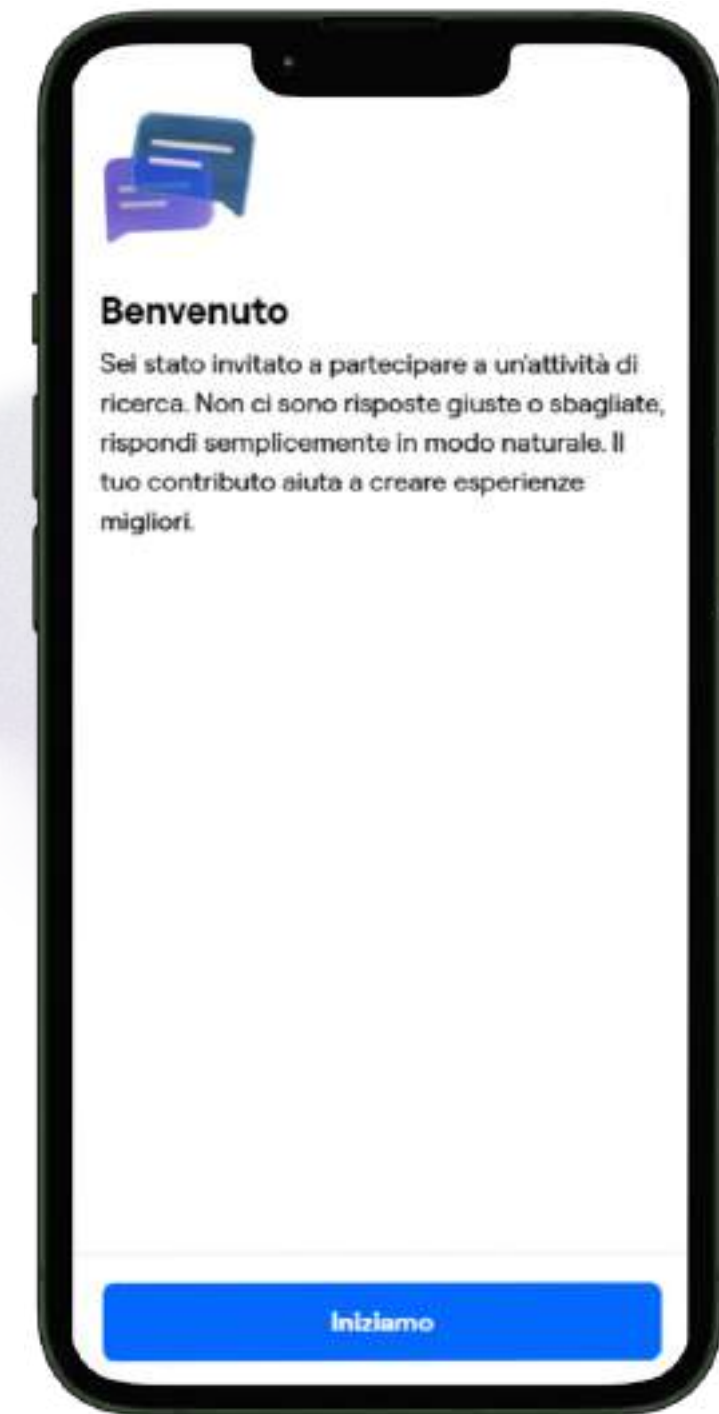 Benvenuto
Sei stato invitato a partecipare a un'attività di
ricerca. Non ci sono risposte giuste o sbagliate,
rispondi semplicemente in modo naturale. Il
tuo contributo aiuta a creare esperienze
migliori.
Iniziamo